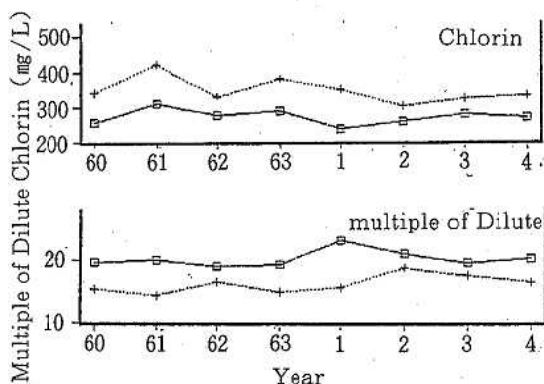 Multiple of Dilute Chlorin (mg/L)
500
400
300
200
Chlorin
60 61 62 63 1 2 3 4
multiple of Dilute
20
10
60 61 62 63 1 2 3 4
Year